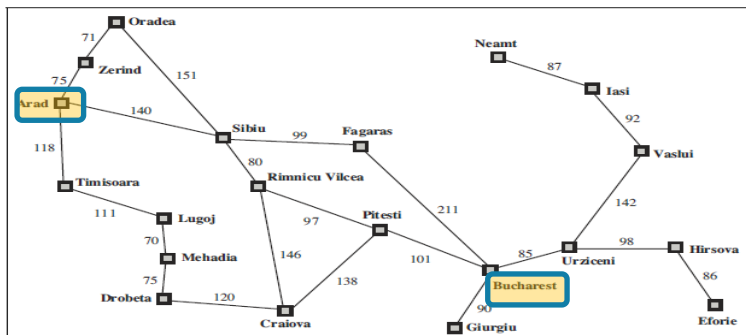 Oradea
Neamt
71
87
Zerind
75
151
Iasi
Arad
140
92
Sibiu
99
Fagaras
118
80
Vaslui
Timisoara
Rimnicu Vilcea
111
Lugoj
97
Pitesti
211
142
70
98
Hirsova
Mehadia
146
101
85
Urziceni
75
138
86
Bucharest
Drobeta
120
90
Craiova
Giurgiu
Eforie